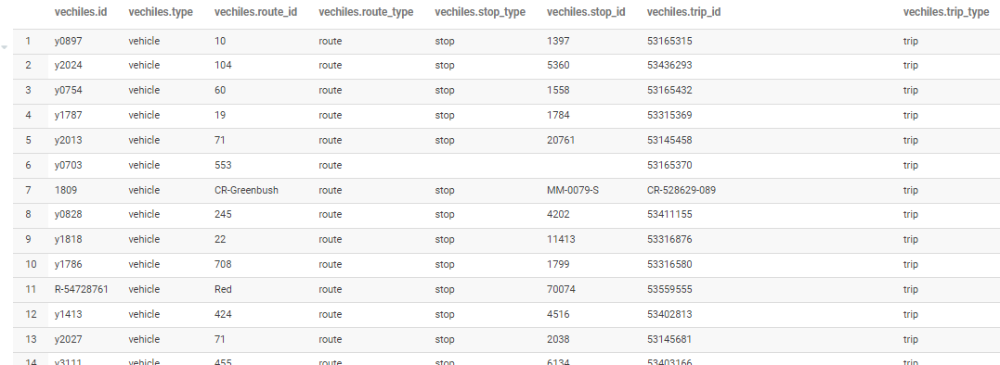 vechiles.id vechiles.type vechiles.route_id vechiles.route_type vechiles.stop_type vechiles.stop_id vechiles.trip_id vechiles.trip_type
1 y0897 vehicle 10 route stop 1397 53165315 trip
2 y2024 vehicle 104 route stop 5360 53436293 trip
3 y0754 vehicle 60 route stop 1558 53165432 trip
4 y1787 vehicle 19 route stop 1784 53315369 trip
5 y2013 vehicle 71 route stop 20761 53145458 trip
6 y0703 vehicle 553 route 53165370 trip
7 1809 vehicle CR-Greenbush route stop MM-0079-S CR-528629-089 trip
8 y0828 vehicle 245 route stop 4202 53411155 trip
9 y1818 vehicle 22 route stop 11413 53316876 trip
10 y1786 vehicle 708 route stop 1799 53316580 trip
11 R-54728761 vehicle Red route stop 70074 53559555 trip
12 y1413 vehicle 424 route stop 4516 53402813 trip
13 y2027 vehicle 71 route stop 2038 53145681 trip
14 y3111 vehicle 455 route stop 6134 53403166 trip